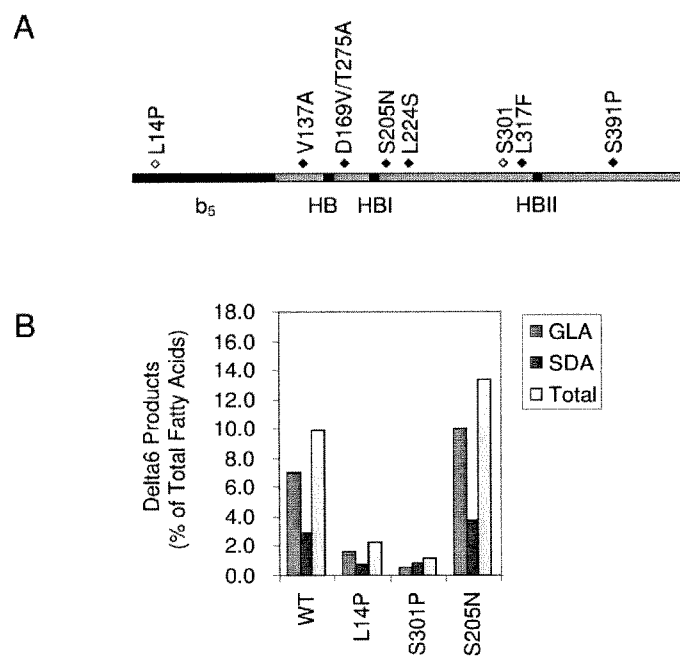 A
L14P
V137A
D169V/T275A
S205N
L224S
S301
L317F
S391P
b5
HB
HBI
HBII
B
Delta6 Products
(% of Total Fatty Acids)
18.0
16.0
14.0
12.0
10.0
8.0
6.0
4.0
2.0
0.0
WT
L14P
S301P
S205N
GLA
SDA
Total